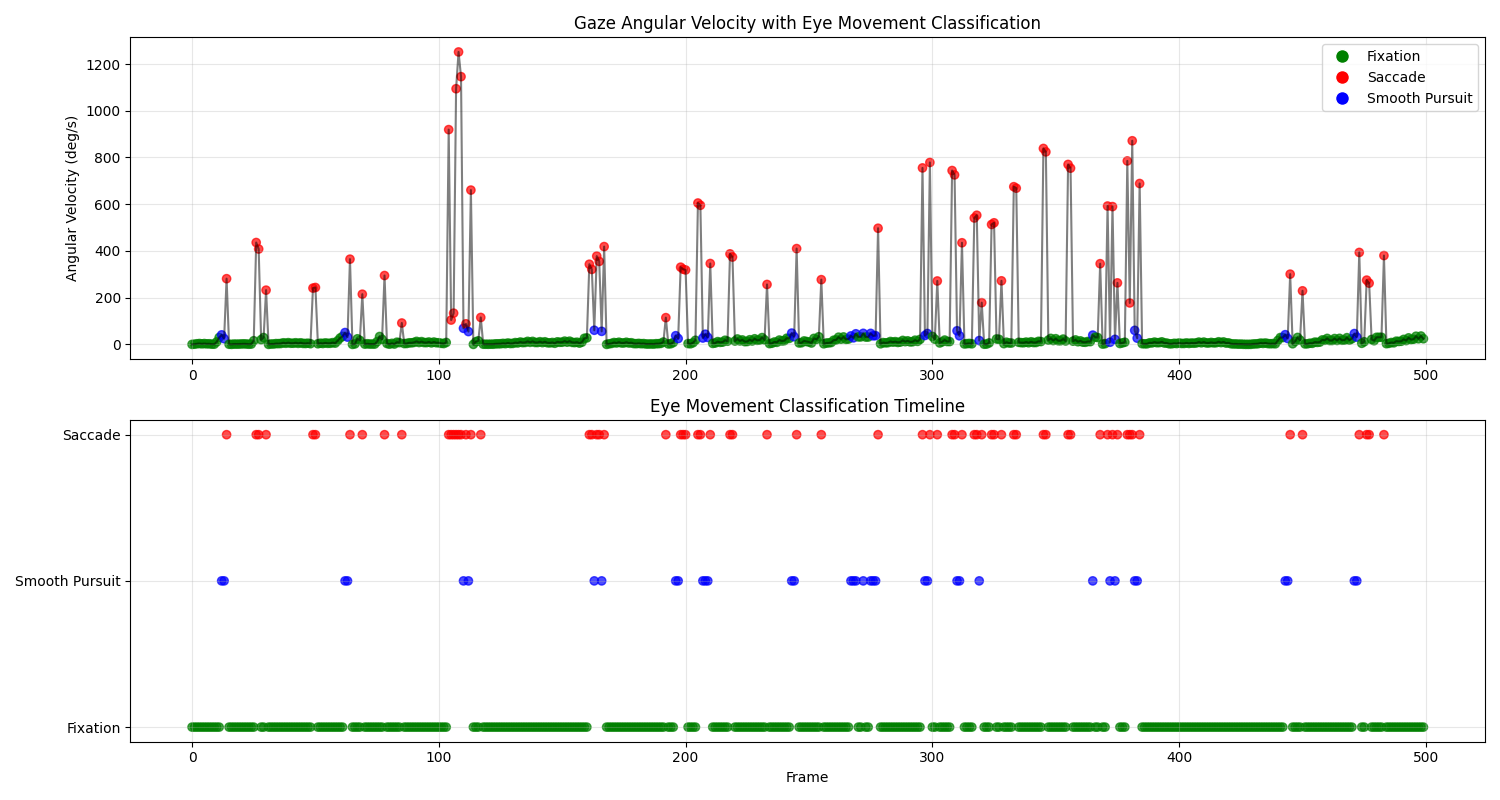 Gaze Angular Velocity with Eye Movement Classification
Angular Velocity (deg/s)
1200
1000
800
600
400
200
0
Fixation
Saccade
Smooth Pursuit
0 100 200 300 400 500
Eye Movement Classification Timeline
Saccade
Smooth Pursuit
Fixation
0 100 200 300 400 500
Frame